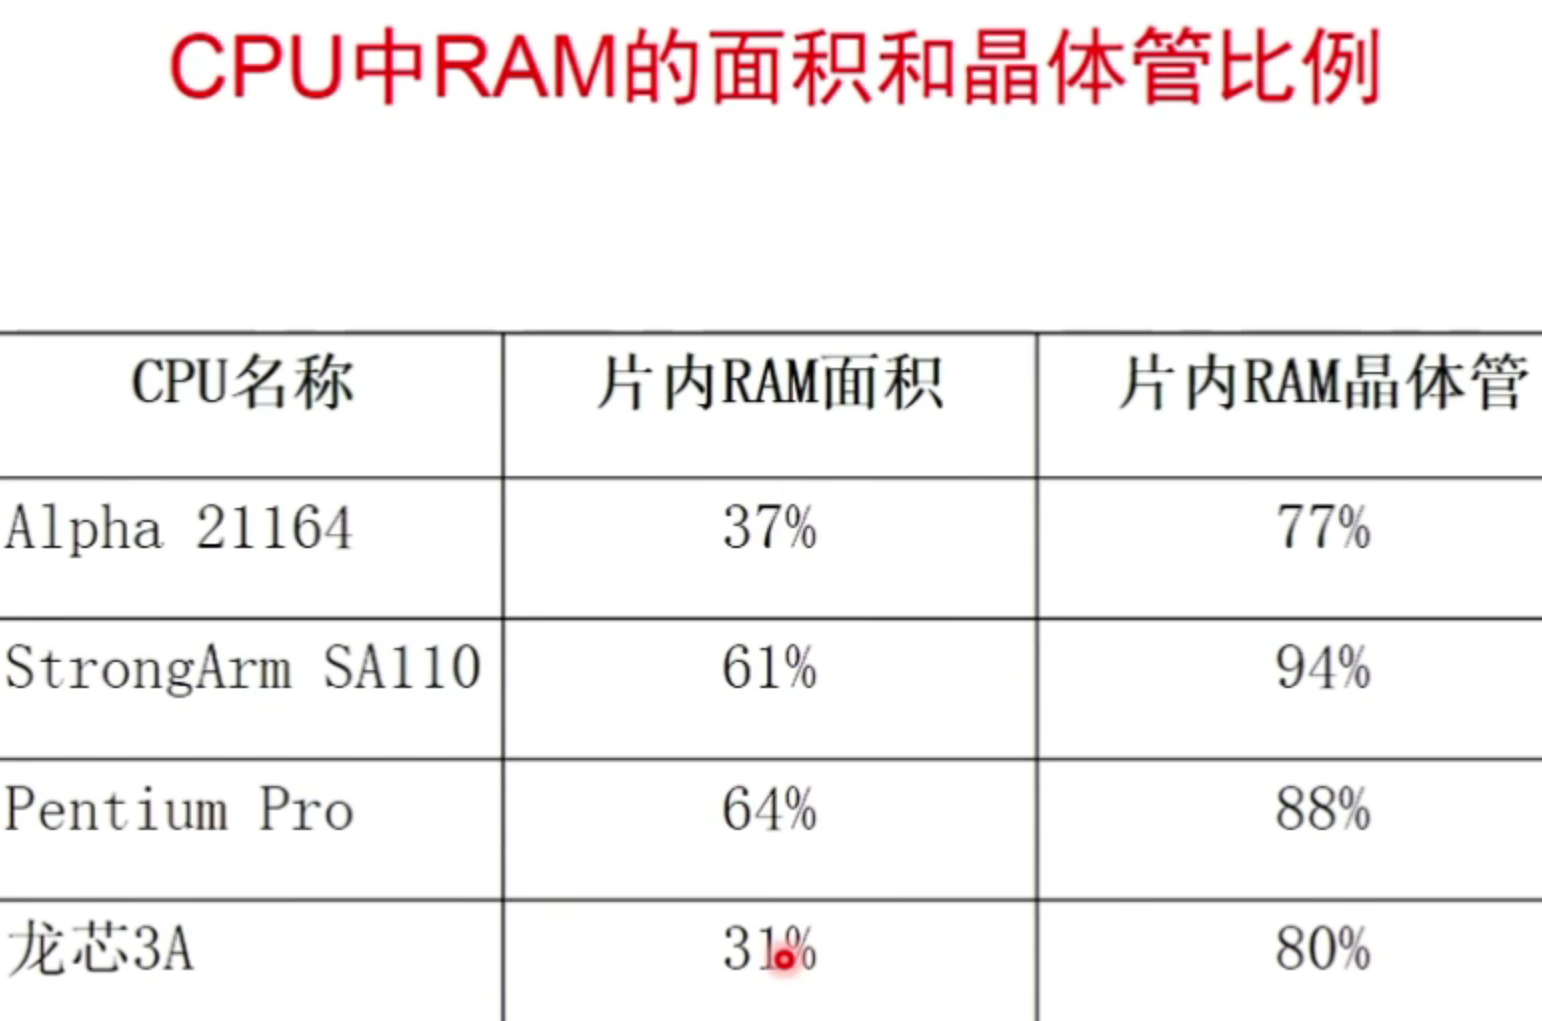 CPU中RAM的面积和晶体管比例
CPU名称 片内RAM面积 片内RAM晶体管
Alpha 21164 37% 77%
StrongArm SA110 61% 94%
Pentium Pro 64% 88%
龙芯3A 31% 80%